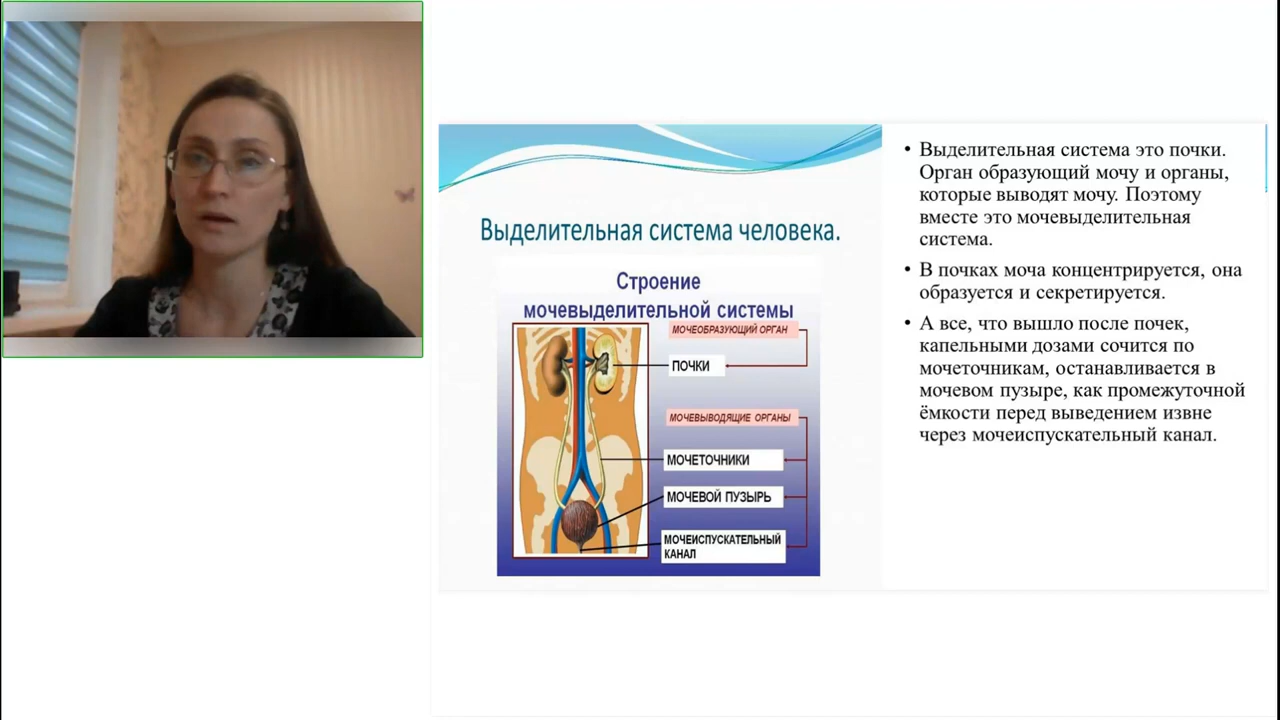 Выделительная система человека.
Строение
мочевыделительной системы
МОЧЕОБРАЗУЮЩИЙ ОРГАН
ПОЧКИ
МОЧЕВЫВОДЯЩИЕ ОРГАНЫ
МОЧЕТОЧНИКИ
МОЧЕВОЙ ПУЗЫРЬ
МОЧЕИСПУСКАТЕЛЬНЫЙ
КАНАЛ
• Выделительная система это почки.
Орган образующий мочу и органы,
которые выводят мочу. Поэтому
вместе это мочевыделительная
система.
• В почках моча концентрируется, она
образуется и секретируется.
• А все, что вышло после почек,
капельными дозами сочится по
мочеточникам, останавливается в
мочевом пузыре, как промежуточной
ёмкости перед выведением извне
через мочеиспускательный канал.